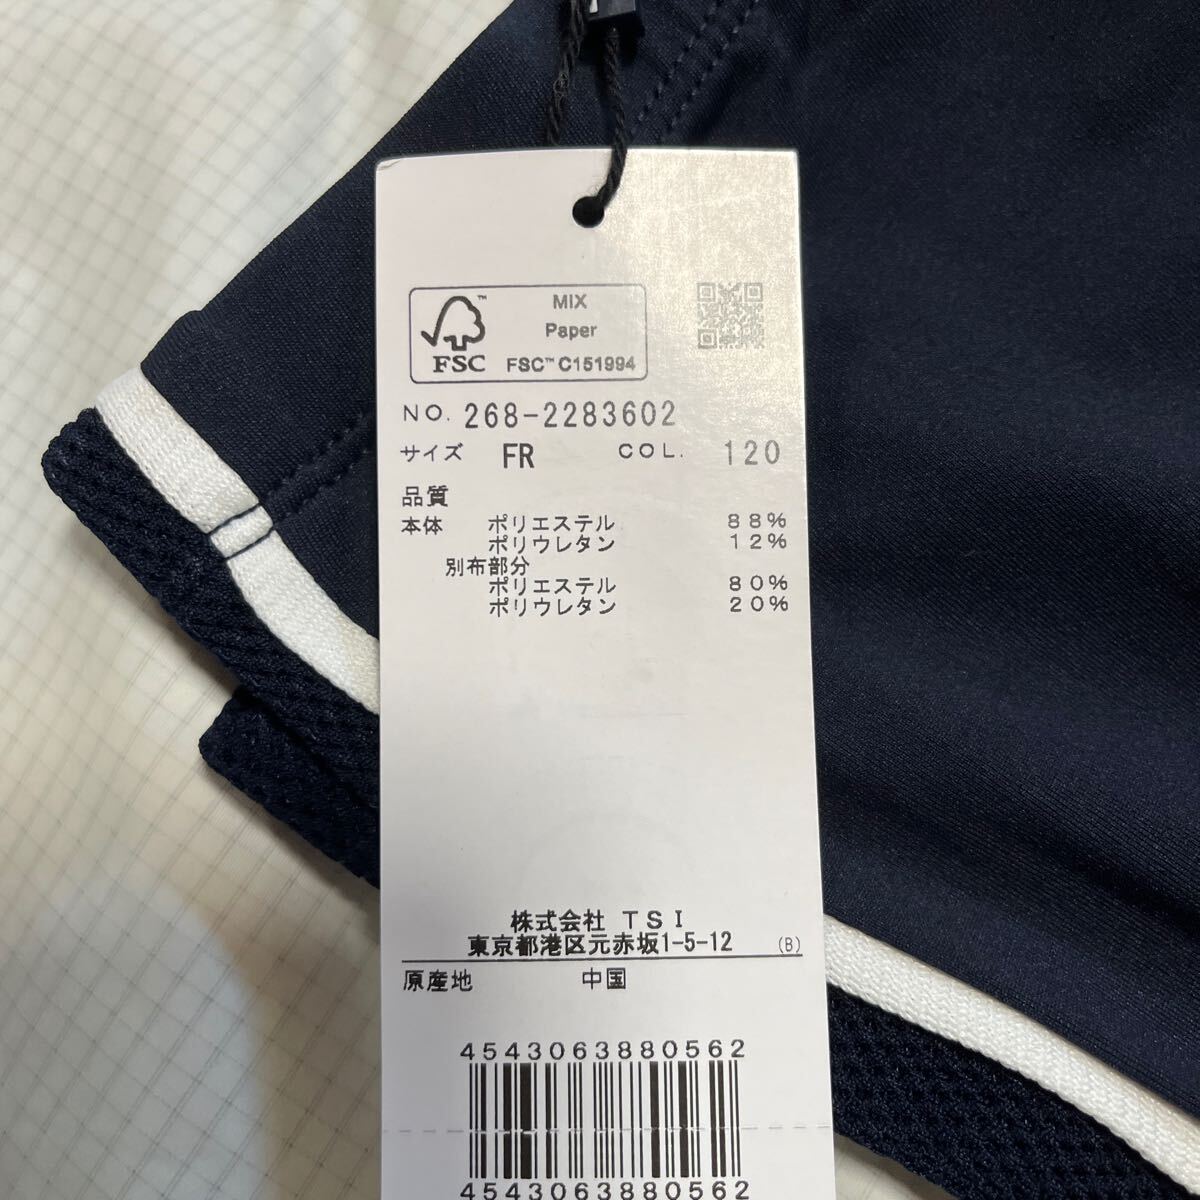 MIX
Paper
FSC™
FSC™ C151994
NO. 268-2283602
サイズ FR COL. 120
品質
本体 ポリエステル 88%
ポリウレタン 12%
別布部分
ポリエステル 80%
ポリウレタン 20%
株式会社 TSI
東京都港区元赤坂1-5-12 (B)
原産地 中国
4543063880562
4543063880562